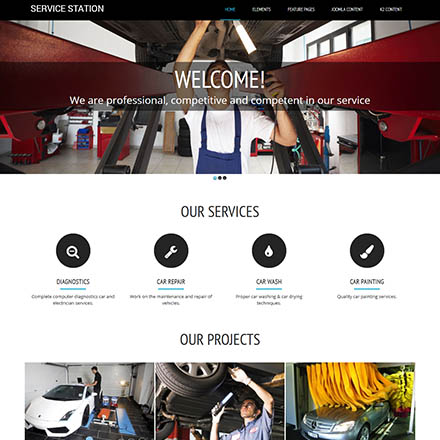 SERVICE STATION
HOME ELEMENTS FEATURE PAGES JOOMLA CONTENT K2 CONTENT
WELCOME!
We are professional, competitive and competent in our service
OUR SERVICES
DIAGNOSTICS
Complete computer diagnostics car and
electrician services.
CAR REPAIR
Work on the maintenance and repair of
vehicles.
CAR WASH
Proper car washing & car drying
techniques.
CAR PAINTING
Quality car painting services.
OUR PROJECTS